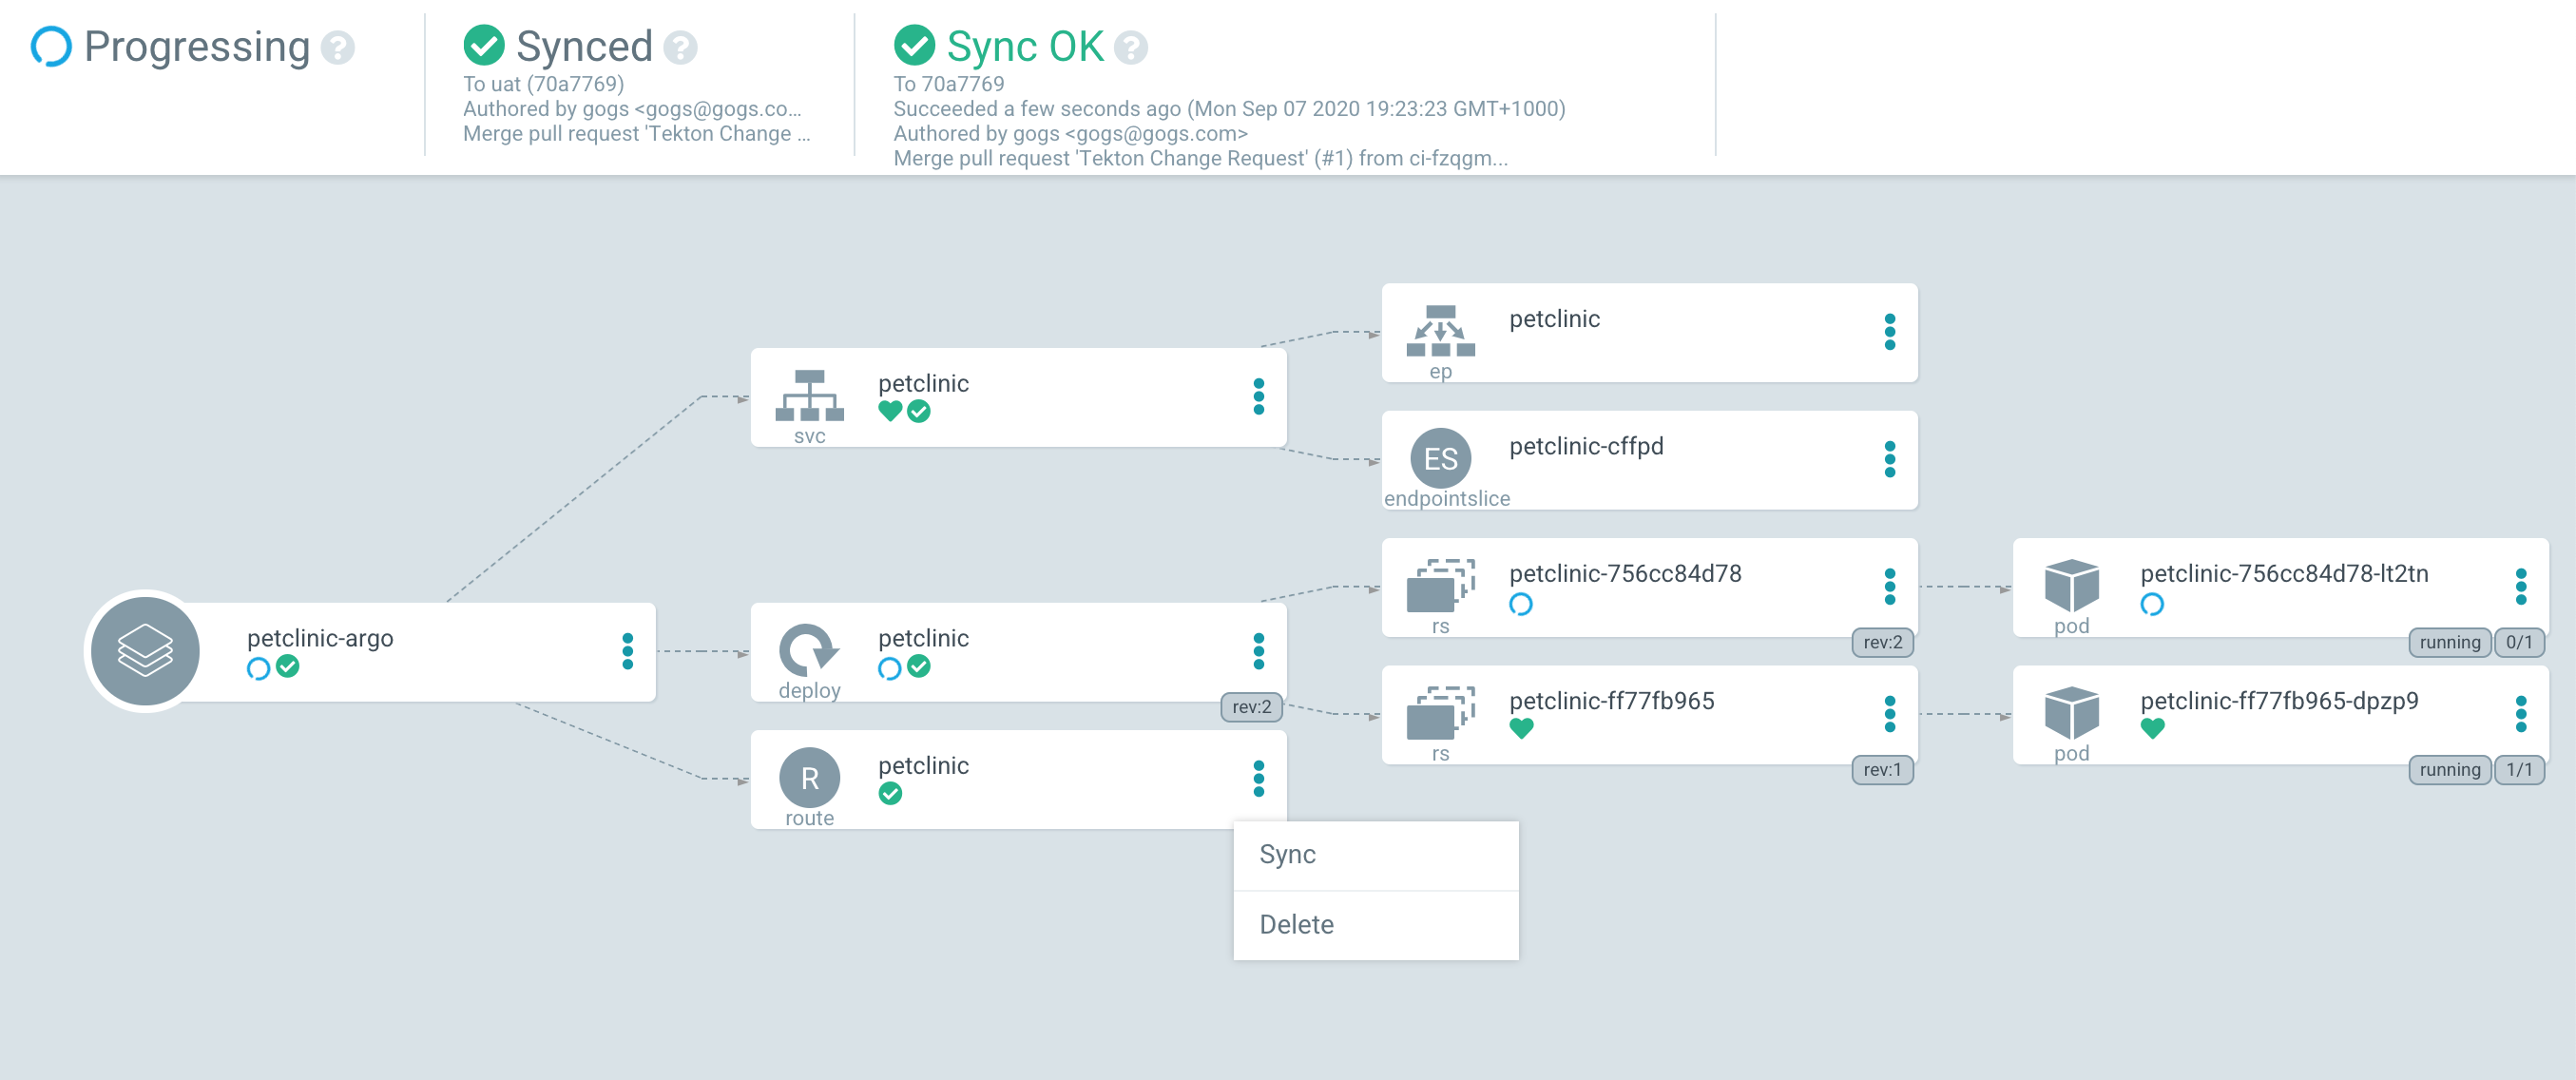 Progressing ?
Synced ?
To uat (70a7769)
Authored by gogs <gogs@gogs.co...
Merge pull request 'Tekton Change ...
Sync OK ?
To 70a7769
Succeeded a few seconds ago (Mon Sep 07 2020 19:23:23 GMT+1000)
Authored by gogs <gogs@gogs.com>
Merge pull request 'Tekton Change Request' (#1) from ci-fzqgm...
petclinic-argo
petclinic
svc
petclinic
deploy
rev:2
petclinic
R
route
Sync
Delete
petclinic
ep
petclinic-cffpd
ES
endpointslice
petclinic-756cc84d78
rs
rev:2
petclinic-ff77fb965
rs
rev:1
petclinic-756cc84d78-lt2tn
pod
running 0/1
petclinic-ff77fb965-dpzp9
pod
running 1/1